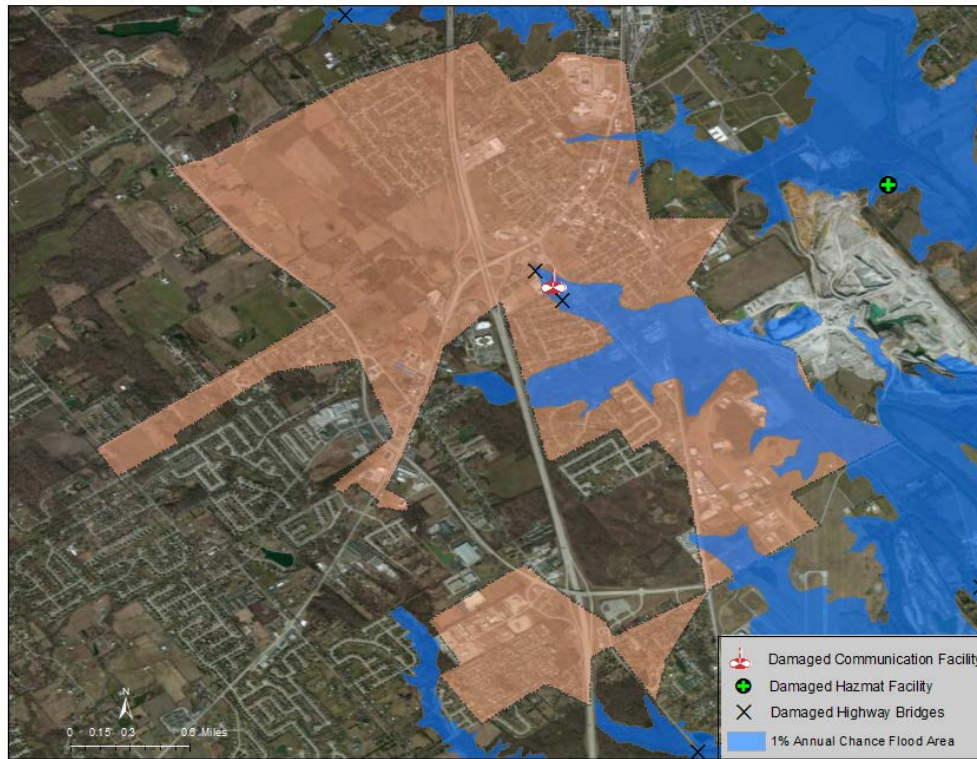 N
0 0.15 0.3 0.6 Miles
Damaged Communication Facility
Damaged Hazmat Facility
Damaged Highway Bridges
1% Annual Chance Flood Area